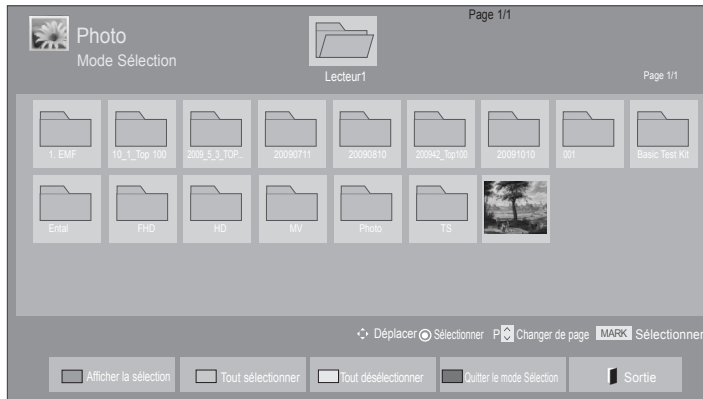 Page 1/1
Photo
Mode Sélection
Lecteur1
Page 1/1
1. EMF
10_1_Top 100
2009_5_3_TOP...
20090711
20090810
200942_Top100
20091010
001
Basic Test Kit
Ental
FHD
HD
MV
Photo
TS
Déplacer Sélectionner P Changer de page MARK Sélectionner
Afficher la sélection
Tout sélectionner
Tout désélectionner
Quitter le mode Sélection
Sortie